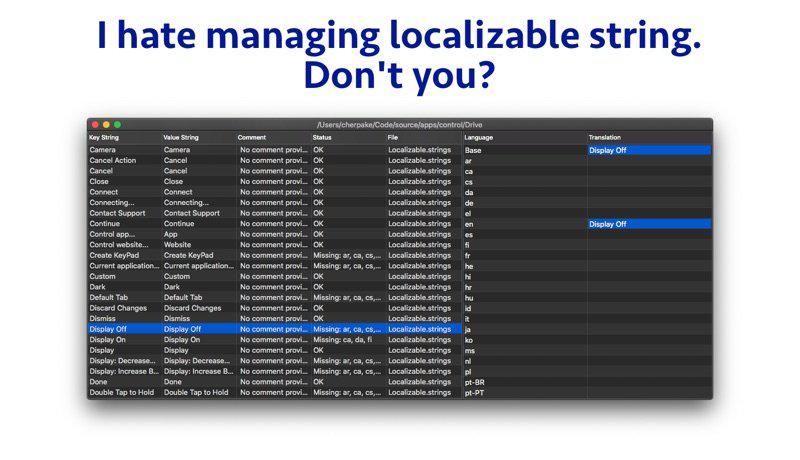 I hate managing localizable string.
Don't you?
/Users/cherpake/Code/source/apps/control/Drive
Key String Value String Comment Status File Language Translation
Camera Camera No comment provi... OK Localizable.strings Base Display Off
Cancel Action Cancel No comment provi... OK Localizable.strings ar
Cancel Cancel No comment provi... OK Localizable.strings ca
Close Close No comment provi... OK Localizable.strings cs
Connect Connect No comment provi... OK Localizable.strings da
Connecting... Connecting... No comment provi... OK Localizable.strings de
Contact Support Contact Support No comment provi... OK Localizable.strings el
Continue Continue No comment provi... OK Localizable.strings en Display Off
Control app... App No comment provi... OK Localizable.strings es
Control website... Website No comment provi... OK Localizable.strings fi
Create KeyPad Create KeyPad No comment provi... Missing: ar, ca, cs,... Localizable.strings fr
Current application... Current application... No comment provi... Missing: ar, ca, cs,... Localizable.strings he
Custom Custom No comment provi... OK Localizable.strings hi
Dark Dark No comment provi... OK Localizable.strings hr
Default Tab Default Tab No comment provi... Missing: ar, ca, cs,... Localizable.strings hu
Discard Changes Discard Changes No comment provi... OK Localizable.strings id
Dismiss Dismiss No comment provi... OK Localizable.strings it
Display Off Display Off No comment provi... Missing: ar, ca, cs,... Localizable.strings ja
Display On Display On No comment provi... Missing: ca, da, fi Localizable.strings ko
Display Display No comment provi... OK Localizable.strings ms
Display: Decrease... Display: Decrease... No comment provi... Missing: ar, ca, cs,... Localizable.strings nl
Display: Increase B... Display: Increase B... No comment provi... Missing: ar, ca, cs,... Localizable.strings pl
Done Done No comment provi... OK Localizable.strings pt-BR
Double Tap to Hold Double Tap to Hold No comment provi... Missing: ar, ca, cs,... Localizable.strings pt-PT